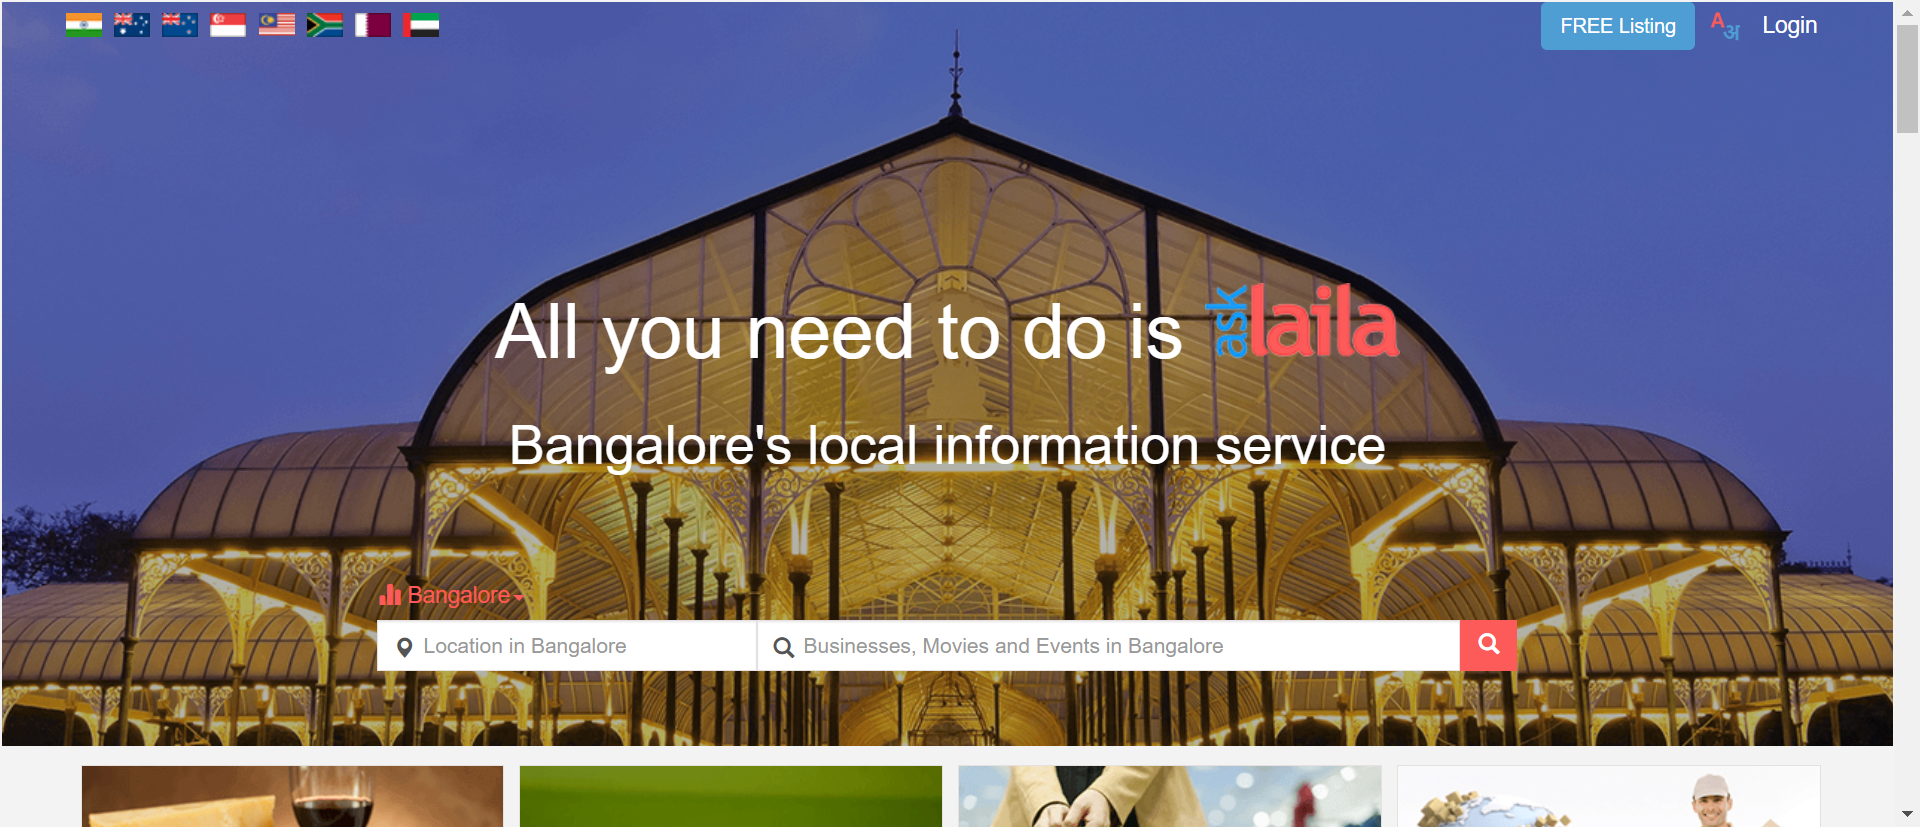 FREE Listing
Aअ
Login
All you need to do is asklaila
Bangalore's local information service
Bangalore
Location in Bangalore
Businesses, Movies and Events in Bangalore